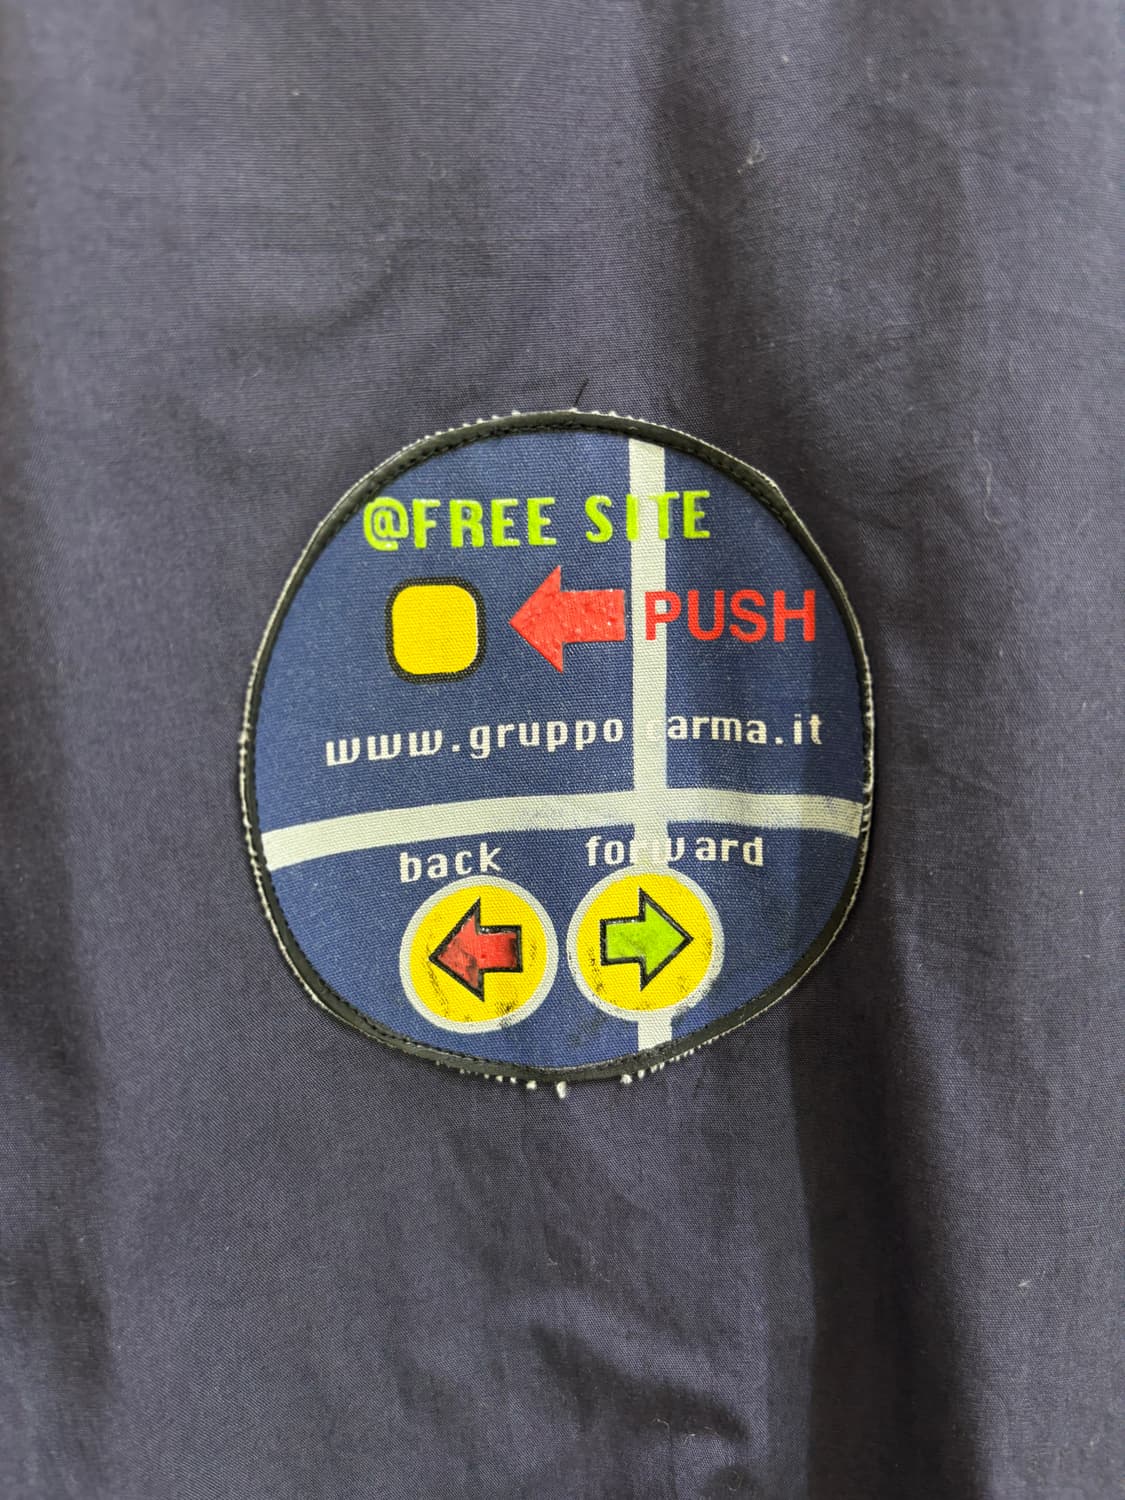 @FREE SITE
PUSH
www.gruppocarma.it
back forward